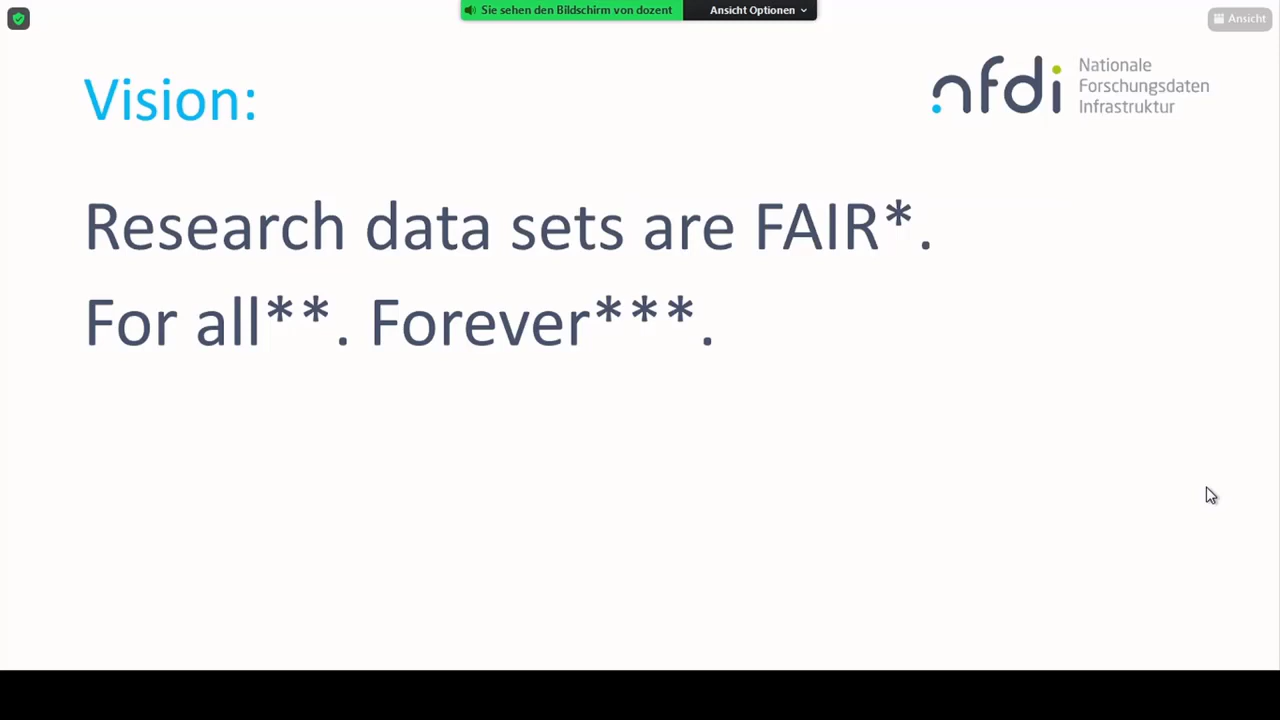 Sie sehen den Bildschirm von dozent
Ansicht Optionen
Ansicht
Vision:
nfdi
Nationale
Forschungsdaten
Infrastruktur
Research data sets are FAIR*.
For all**. Forever***.